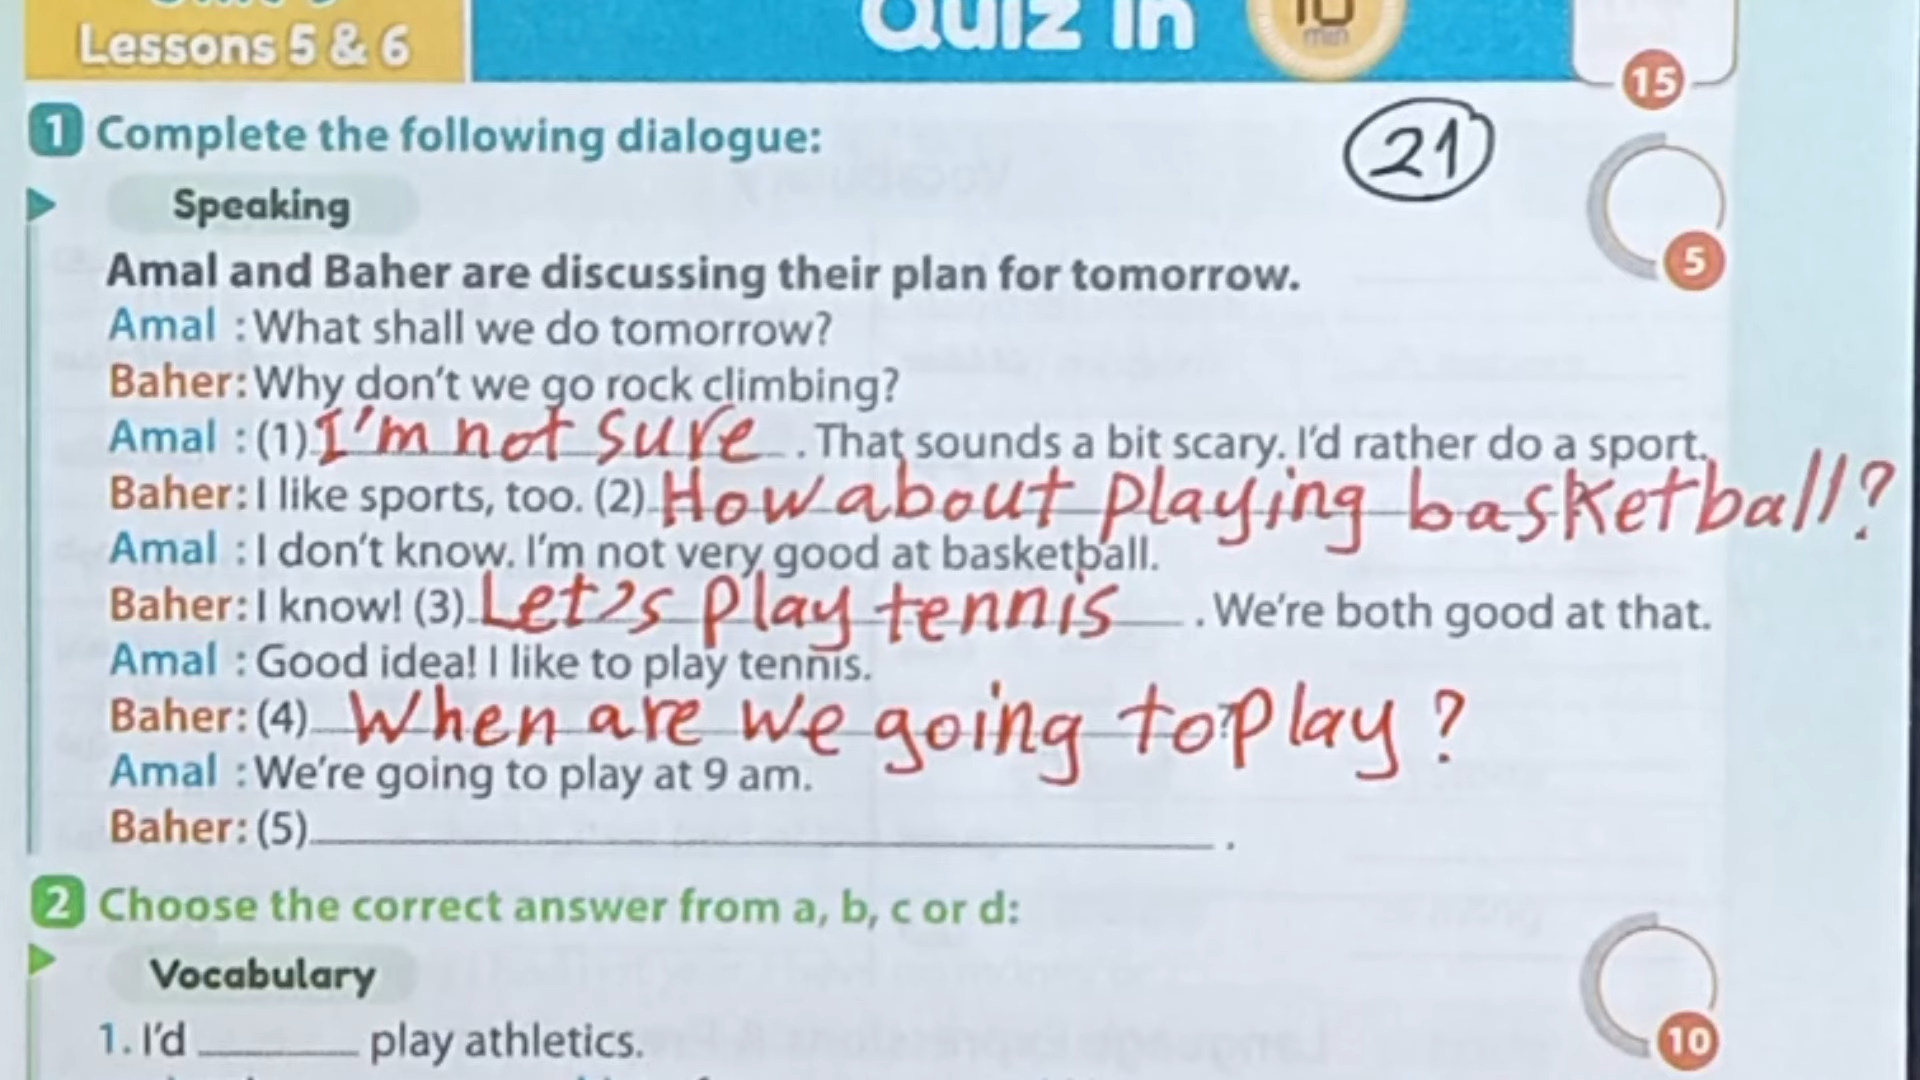 Lessons 5 & 6
Quiz in 10 min
15
1 Complete the following dialogue:
21
Speaking
5
Amal and Baher are discussing their plan for tomorrow.
Amal : What shall we do tomorrow?
Baher: Why don't we go rock climbing?
Amal : (1) I'm not sure. That sounds a bit scary. I'd rather do a sport.
Baher: I like sports, too. (2) How about playing basketball?
Amal : I don't know. I'm not very good at basketball.
Baher: I know! (3) Let's play tennis. We're both good at that.
Amal : Good idea! I like to play tennis.
Baher: (4) When are we going to play?
Amal : We're going to play at 9 am.
Baher: (5)______.
2 Choose the correct answer from a, b, c or d:
Vocabulary
10
1. I'd ______ play athletics.